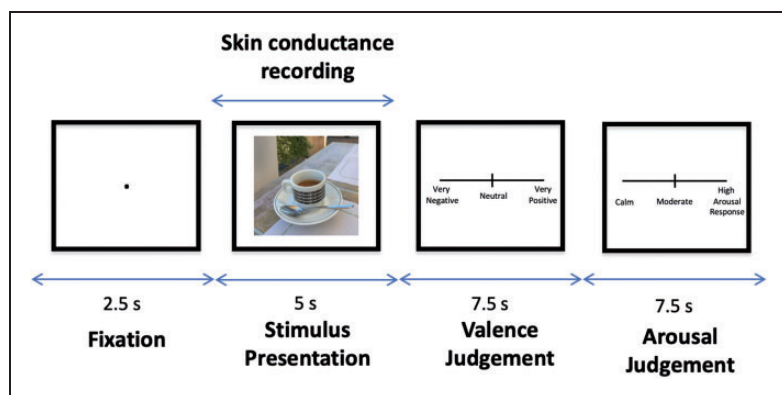 Skin conductance
recording
Very
Negative
Neutral
Very
Positive
Calm
Moderate
High
Arousal
Response
2.5 s
5 s
7.5 s
7.5 s
Fixation
Stimulus
Presentation
Valence
Judgement
Arousal
Judgement